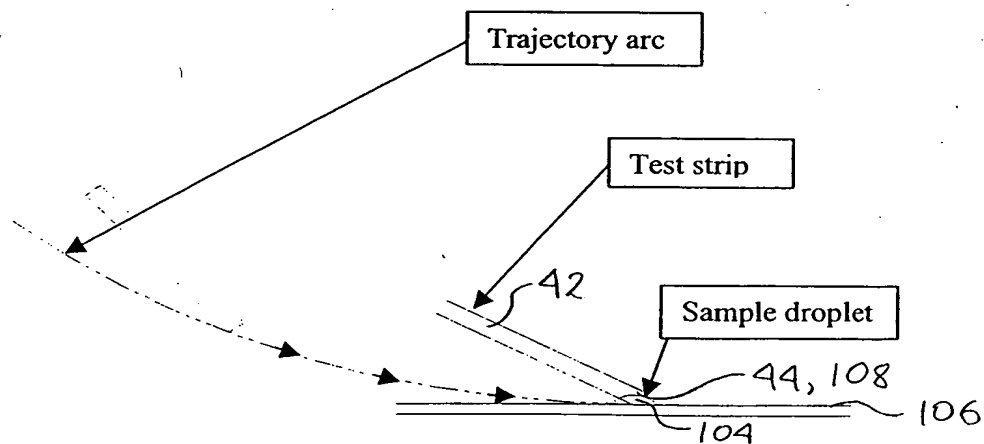 Trajectory arc
Test strip
42
Sample droplet
44, 108
106
104